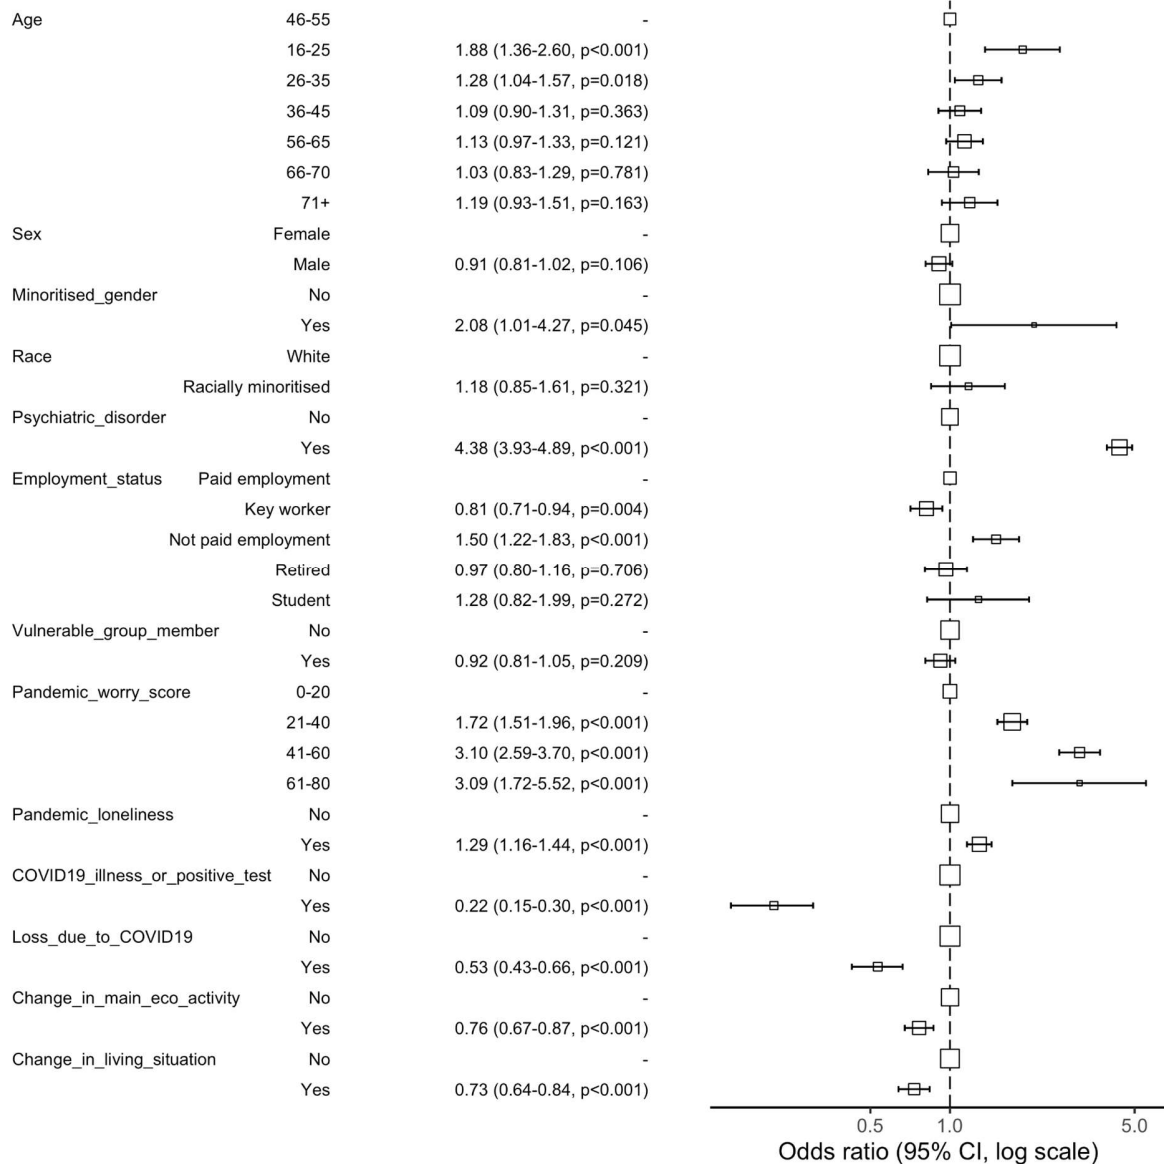 Age 46-55 -
16-25 1.88 (1.36-2.60, p<0.001)
26-35 1.28 (1.04-1.57, p=0.018)
36-45 1.09 (0.90-1.31, p=0.363)
56-65 1.13 (0.97-1.33, p=0.121)
66-70 1.03 (0.83-1.29, p=0.781)
71+ 1.19 (0.93-1.51, p=0.163)
Sex Female -
Male 0.91 (0.81-1.02, p=0.106)
Minoritised_gender No -
Yes 2.08 (1.01-4.27, p=0.045)
Race White -
Racially minoritised 1.18 (0.85-1.61, p=0.321)
Psychiatric_disorder No -
Yes 4.38 (3.93-4.89, p<0.001)
Employment_status Paid employment -
Key worker 0.81 (0.71-0.94, p=0.004)
Not paid employment 1.50 (1.22-1.83, p<0.001)
Retired 0.97 (0.80-1.16, p=0.706)
Student 1.28 (0.82-1.99, p=0.272)
Vulnerable_group_member No -
Yes 0.92 (0.81-1.05, p=0.209)
Pandemic_worry_score 0-20 -
21-40 1.72 (1.51-1.96, p<0.001)
41-60 3.10 (2.59-3.70, p<0.001)
61-80 3.09 (1.72-5.52, p<0.001)
Pandemic_loneliness No -
Yes 1.29 (1.16-1.44, p<0.001)
COVID19_illness_or_positive_test No -
Yes 0.22 (0.15-0.30, p<0.001)
Loss_due_to_COVID19 No -
Yes 0.53 (0.43-0.66, p<0.001)
Change_in_main_eco_activity No -
Yes 0.76 (0.67-0.87, p<0.001)
Change_in_living_situation No -
Yes 0.73 (0.64-0.84, p<0.001)
0.5 1.0 5.0
Odds ratio (95% CI, log scale)